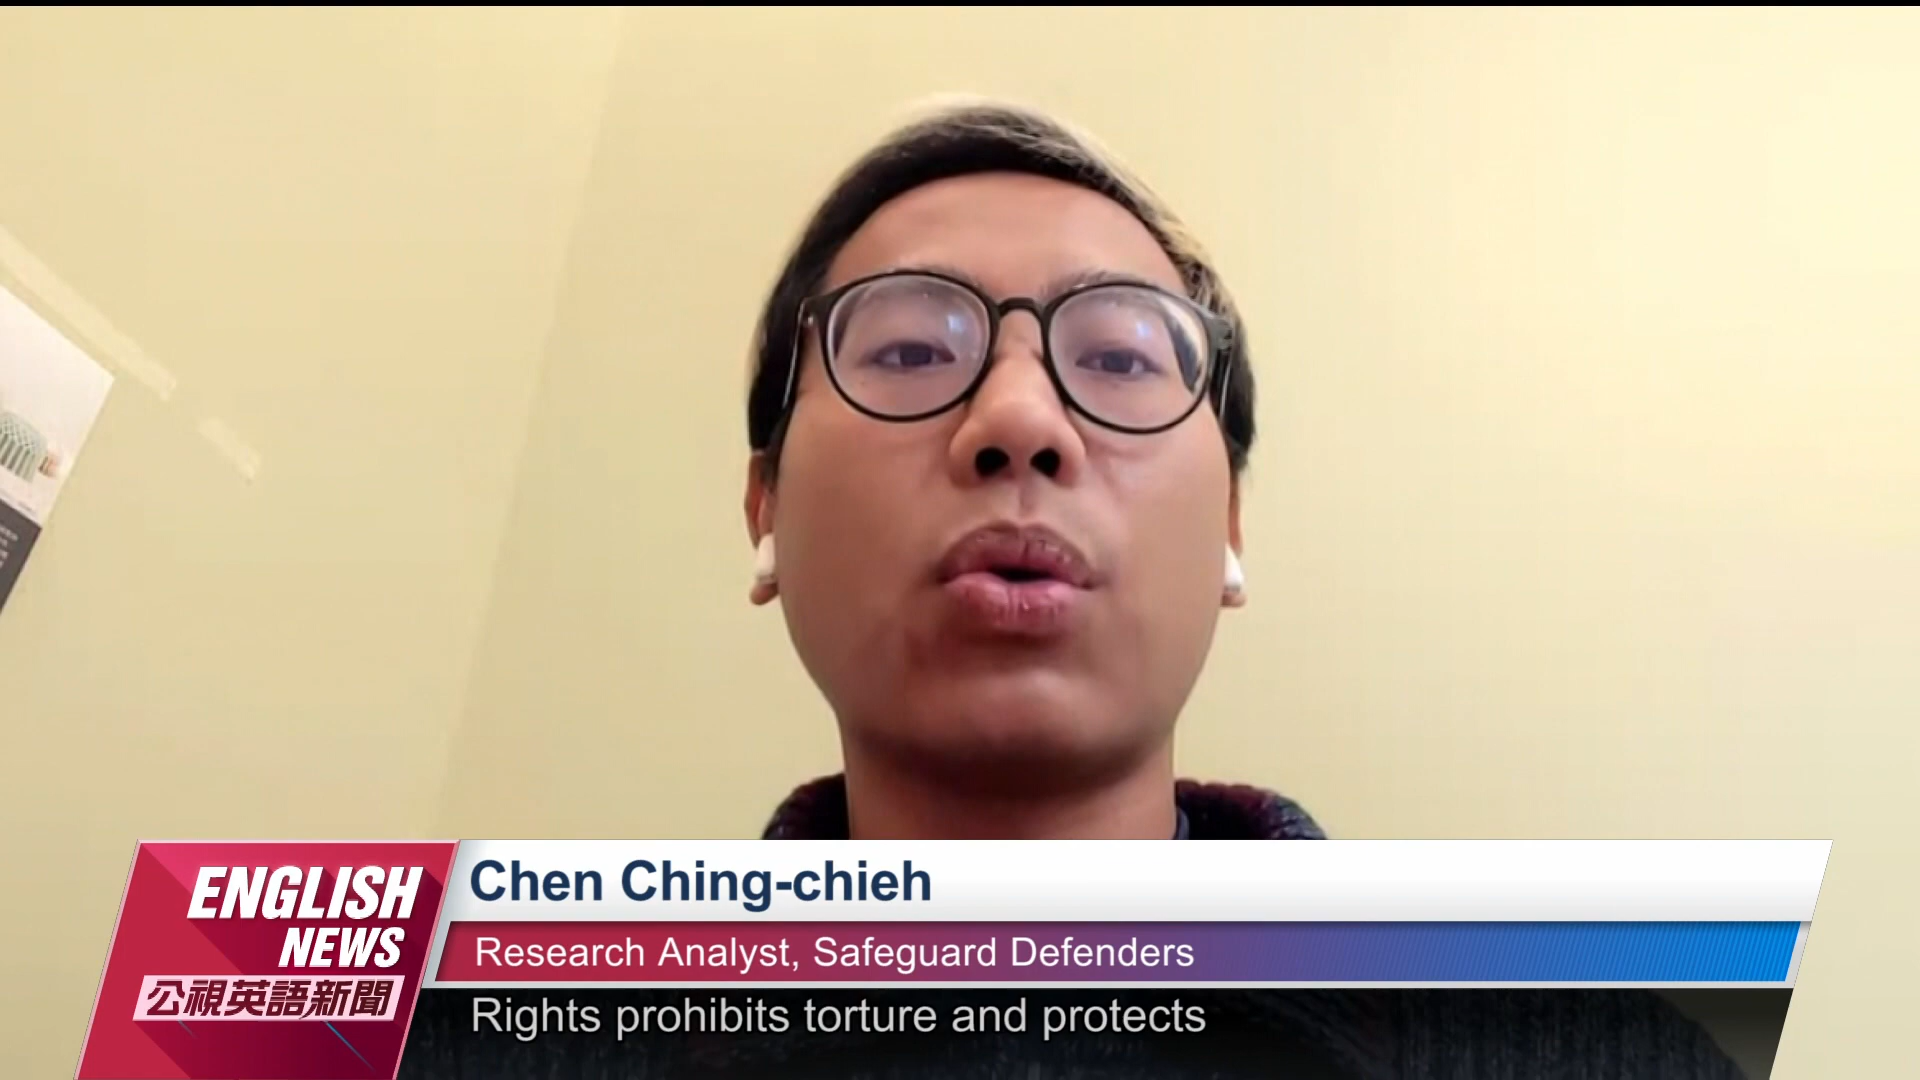 ENGLISH
NEWS
公視英語新聞
Chen Ching-chieh
Research Analyst, Safeguard Defenders
Rights prohibits torture and protects